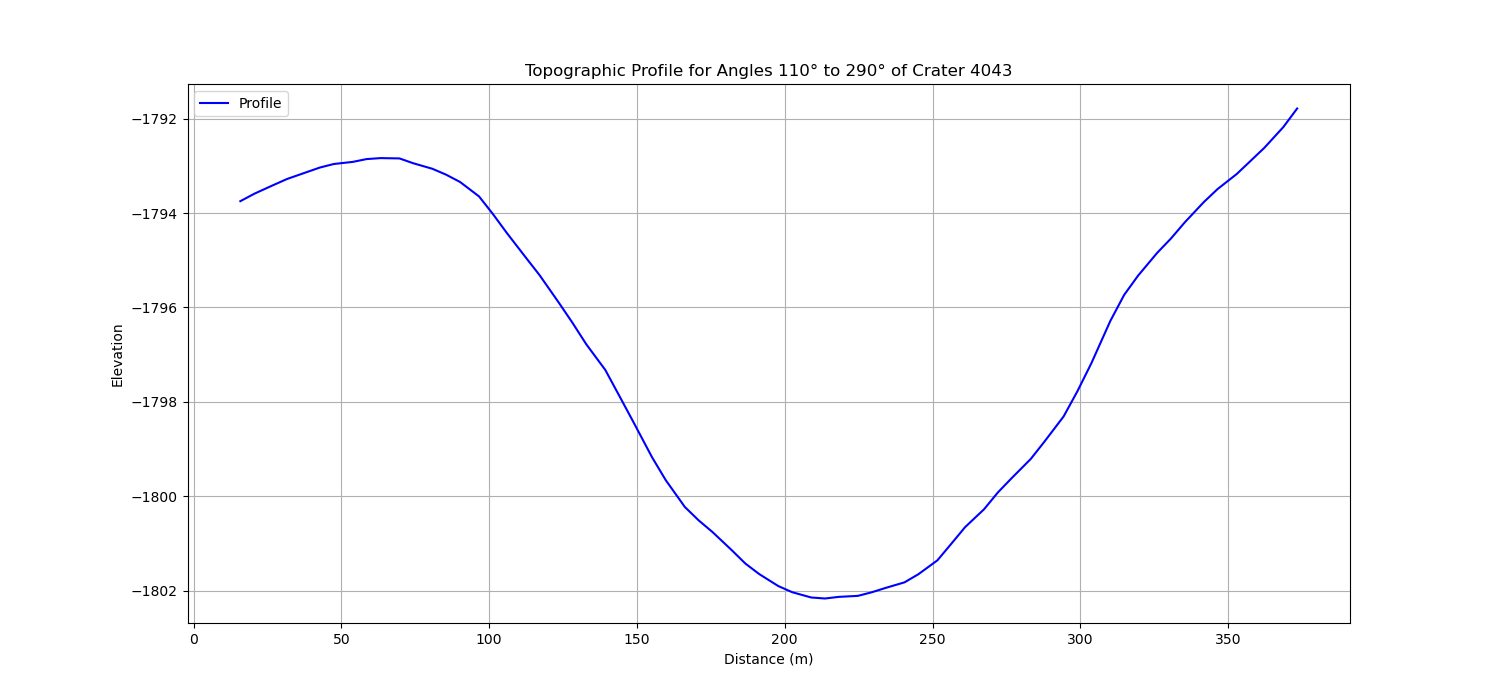 Topographic Profile for Angles 110° to 290° of Crater 4043
Profile
−1792
−1794
−1796
−1798
−1800
−1802
Elevation
0 50 100 150 200 250 300 350
Distance (m)